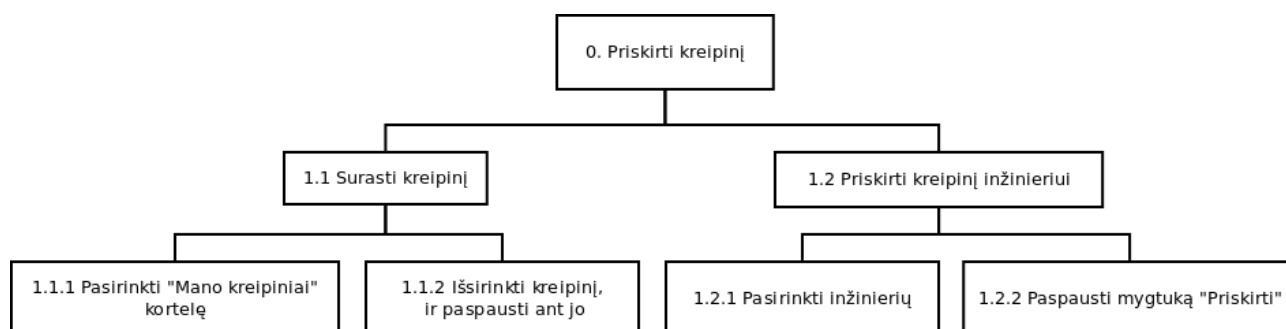 0. Priskirti kreipinį
1.1 Surasti kreipinį
1.2 Priskirti kreipinį inžinieriui
1.1.1 Pasirinkti "Mano kreipiniai"
kortelę
1.1.2 Išsirinkti kreipinį,
ir paspausti ant jo
1.2.1 Pasirinkti inžinierių
1.2.2 Paspausti mygtuką "Priskirti"